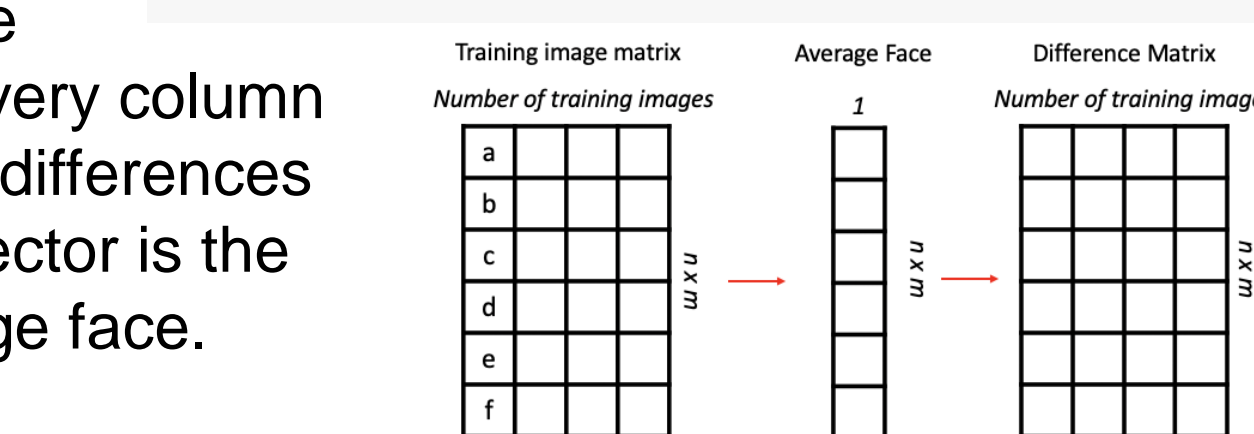 e
very column
differences
ector is the
ge face.
Training image matrix
Number of training images
a
b
c
d
e
f
n x m
Average Face
1
n x m
Difference Matrix
Number of training image
n x m